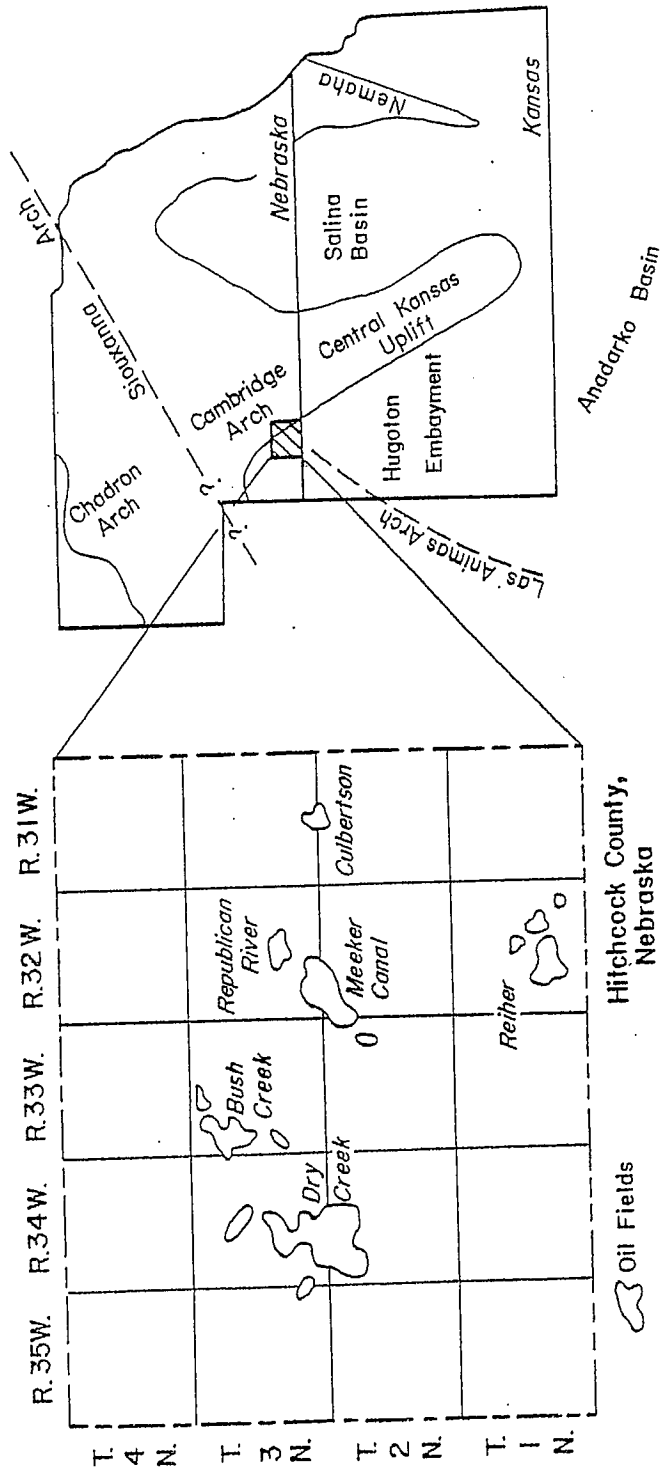 R. 35W.
R. 34W.
R. 33W.
R. 32W.
R. 31W.
T.
4
N.
T.
3
N.
T.
2
N.
T.
1
N.
Dry
Creek
Bush
Creek
Republican
River
Meeker
Canal
Culbertson
Reiher
Oil Fields
Hitchcock County,
Nebraska
Chadron
Arch
Siouxanna
Arch
?
?
Cambridge
Arch
Nebraska
Nemaha
Salina
Basin
Central Kansas
Uplift
Hugoton
Embayment
Las Animas Arch
Kansas
Anadarko Basin